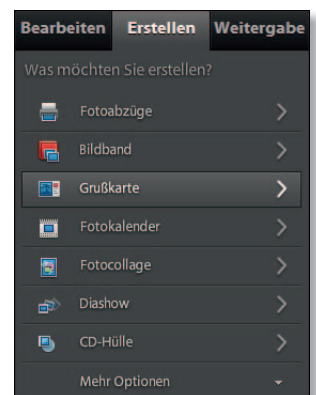 Bearbeiten Erstellen Weitergabe
Was möchten Sie erstellen?
Fotoabzüge
Bildband
Grußkarte
Fotokalender
Fotocollage
Diashow
CD-Hülle
Mehr Optionen